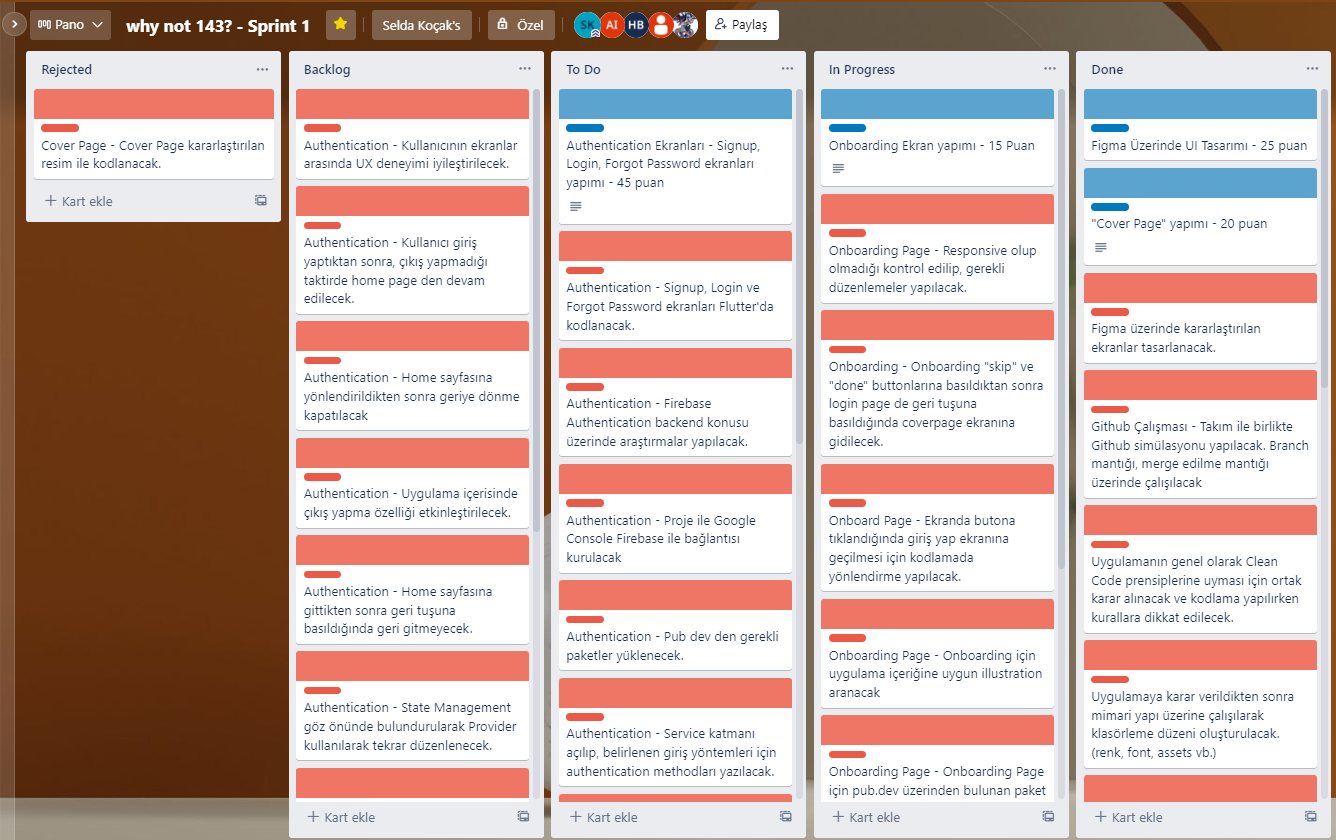 Pano
why not 143? - Sprint 1
Selda Koçak's
Özel
SK
AI
HB
Paylaş
Rejected
Cover Page - Cover Page kararlaştırılan
resim ile kodlanacak.
+ Kart ekle
Backlog
Authentication - Kullanıcının ekranlar
arasında UX deneyimi iyileştirilecek.
Authentication - Kullanıcı giriş
yaptıktan sonra, çıkış yapmadığı
taktirde home page den devam
edilecek.
Authentication - Home sayfasına
yönlendirildikten sonra geriye dönme
kapatılacak
Authentication - Uygulama içerisinde
çıkış yapma özelliği etkinleştirilecek.
Authentication - Home sayfasına
gittikten sonra geri tuşuna
basıldığında geri gitmeyecek.
Authentication - State Management
göz önünde bulundurularak Provider
kullanılarak tekrar düzenlenecek.
+ Kart ekle
To Do
Authentication Ekranları - Signup,
Login, Forgot Password ekranları
yapımı - 45 puan
Authentication - Signup, Login ve
Forgot Password ekranları Flutter'da
kodlanacak.
Authentication - Firebase
Authentication backend konusu
üzerinde araştırmalar yapılacak.
Authentication - Proje ile Google
Console Firebase ile bağlantısı
kurulacak
Authentication - Pub dev den gerekli
paketler yüklenecek.
Authentication - Service katmanı
açılıp, belirlenen giriş yöntemleri için
authentication methodları yazılacak.
+ Kart ekle
In Progress
Onboarding Ekran yapımı - 15 Puan
Onboarding Page - Responsive olup
olmadığı kontrol edilip, gerekli
düzenlemeler yapılacak.
Onboarding - Onboarding "skip" ve
"done" buttonlarına basıldıktan sonra
login page de geri tuşuna
basıldığında coverpage ekranına
gidilecek.
Onboard Page - Ekranda butona
tıklandığında giriş yap ekranına
geçilmesi için kodlamada
yönlendirme yapılacak.
Onboarding Page - Onboarding için
uygulama içeriğine uygun illustration
aranacak
Onboarding Page - Onboarding Page
için pub.dev üzerinden bulunan paket
+ Kart ekle
Done
Figma Üzerinde UI Tasarımı - 25 puan
"Cover Page" yapımı - 20 puan
Figma üzerinde kararlaştırılan
ekranlar tasarlanacak.
Github Çalışması - Takım ile birlikte
Github simülasyonu yapılacak. Branch
mantığı, merge edilme mantığı
üzerinde çalışılacak
Uygulamanın genel olarak Clean
Code prensiplerine uyması için ortak
karar alınacak ve kodlama yapılırken
kurallara dikkat edilecek.
Uygulamaya karar verildikten sonra
mimari yapı üzerine çalışılarak
klasörleme düzeni oluşturulacak.
(renk, font, assets vb.)
+ Kart ekle